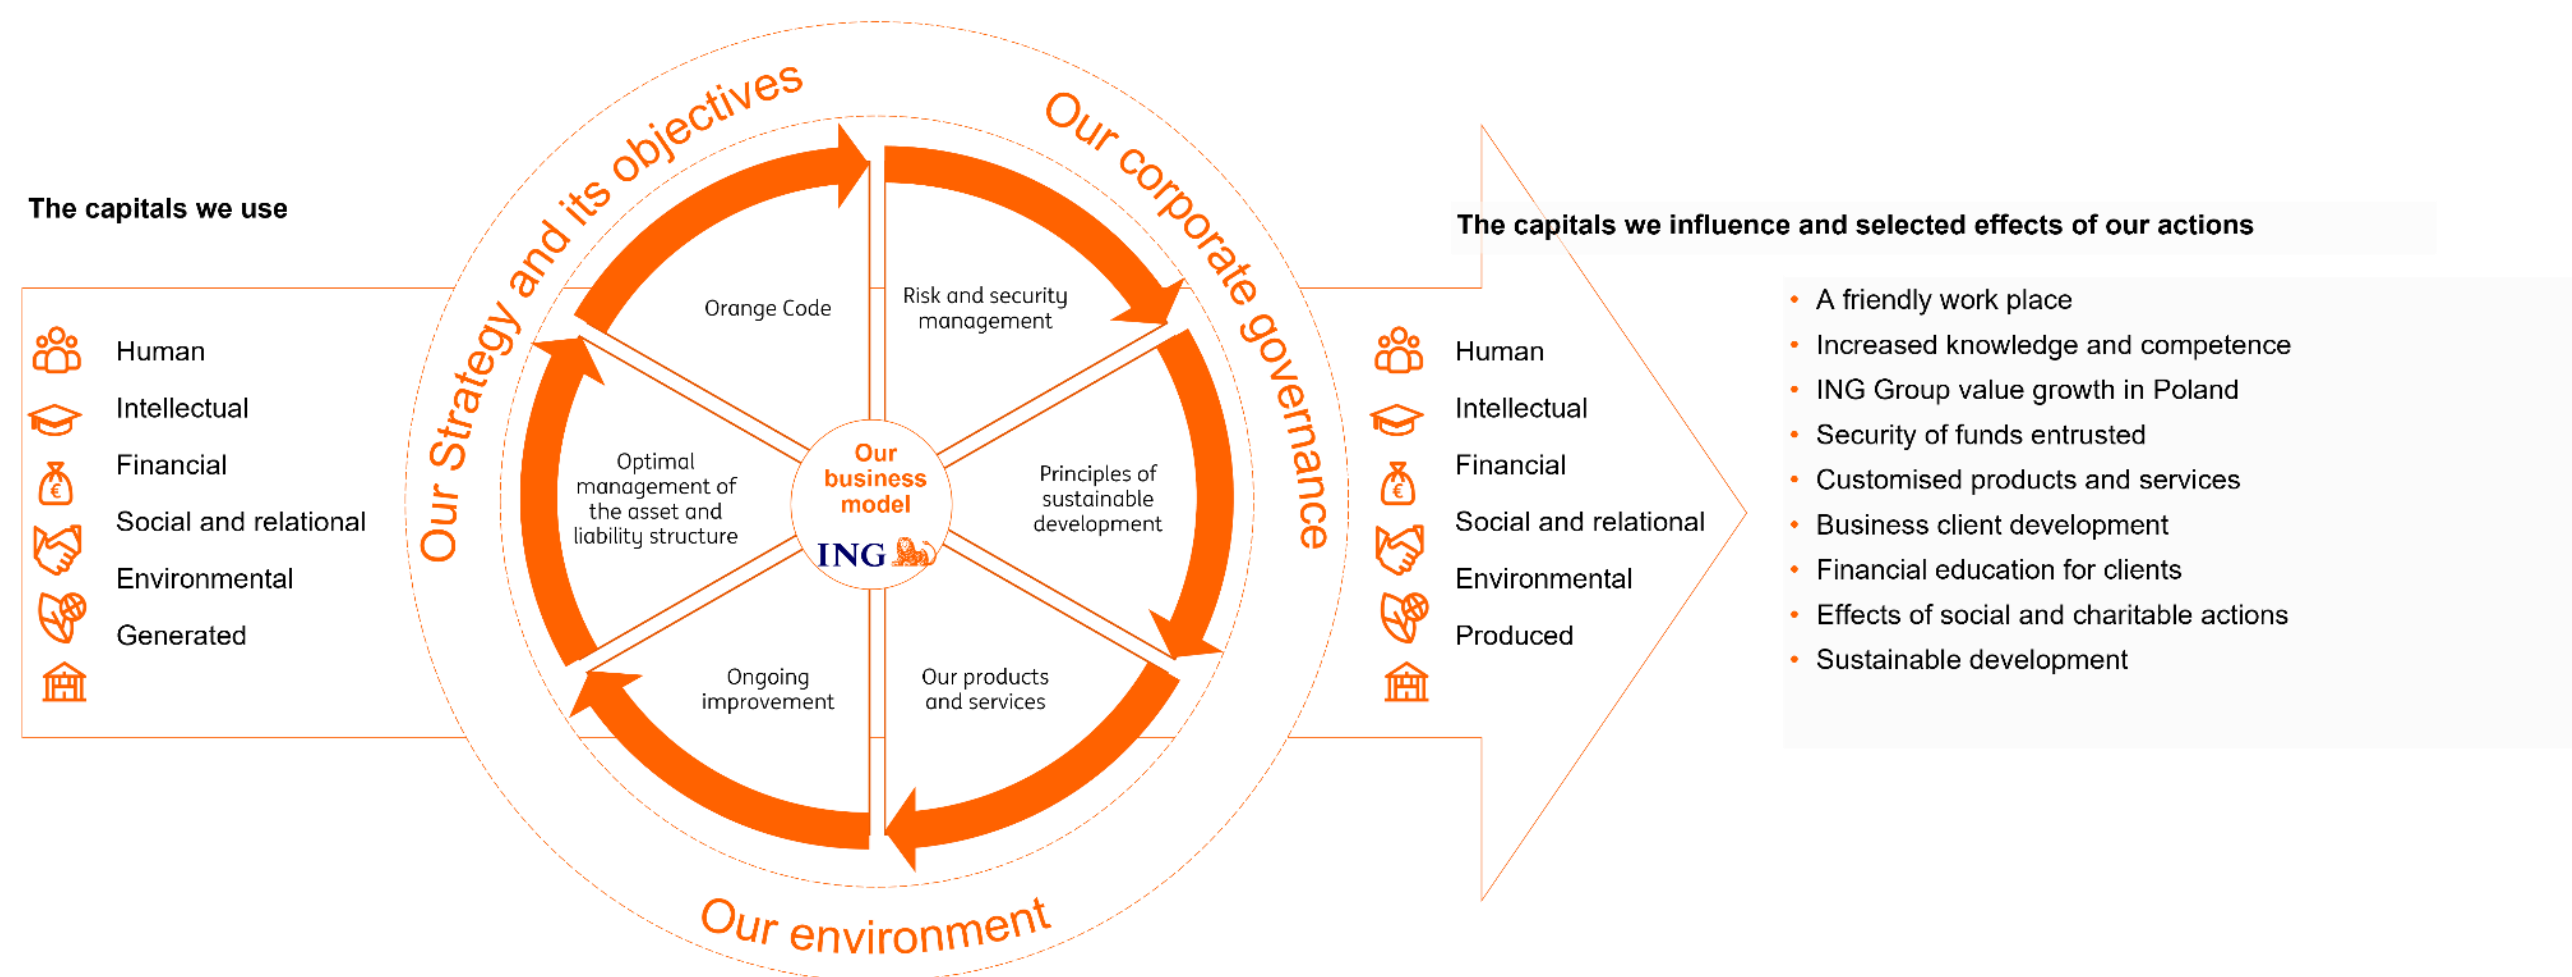 The capitals we use
Human
Intellectual
Financial
Social and relational
Environmental
Generated
Our Strategy and its objectives
Our corporate governance
Our environment
Orange Code
Risk and security
management
Principles of
sustainable
development
Our products
and services
Ongoing
improvement
Optimal
management of
the asset and
liability structure
Our
business
model
ING
The capitals we influence and selected effects of our actions
Human
Intellectual
Financial
Social and relational
Environmental
Produced
• A friendly work place
• Increased knowledge and competence
• ING Group value growth in Poland
• Security of funds entrusted
• Customised products and services
• Business client development
• Financial education for clients
• Effects of social and charitable actions
• Sustainable development